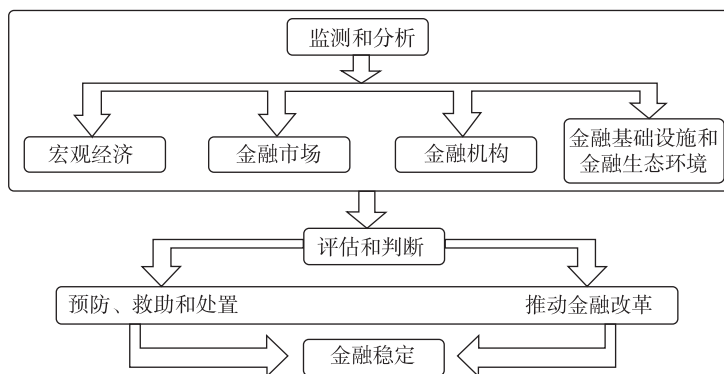 监测和分析
宏观经济
金融市场
金融机构
金融基础设施和
金融生态环境
评估和判断
预防、救助和处置
推动金融改革
金融稳定